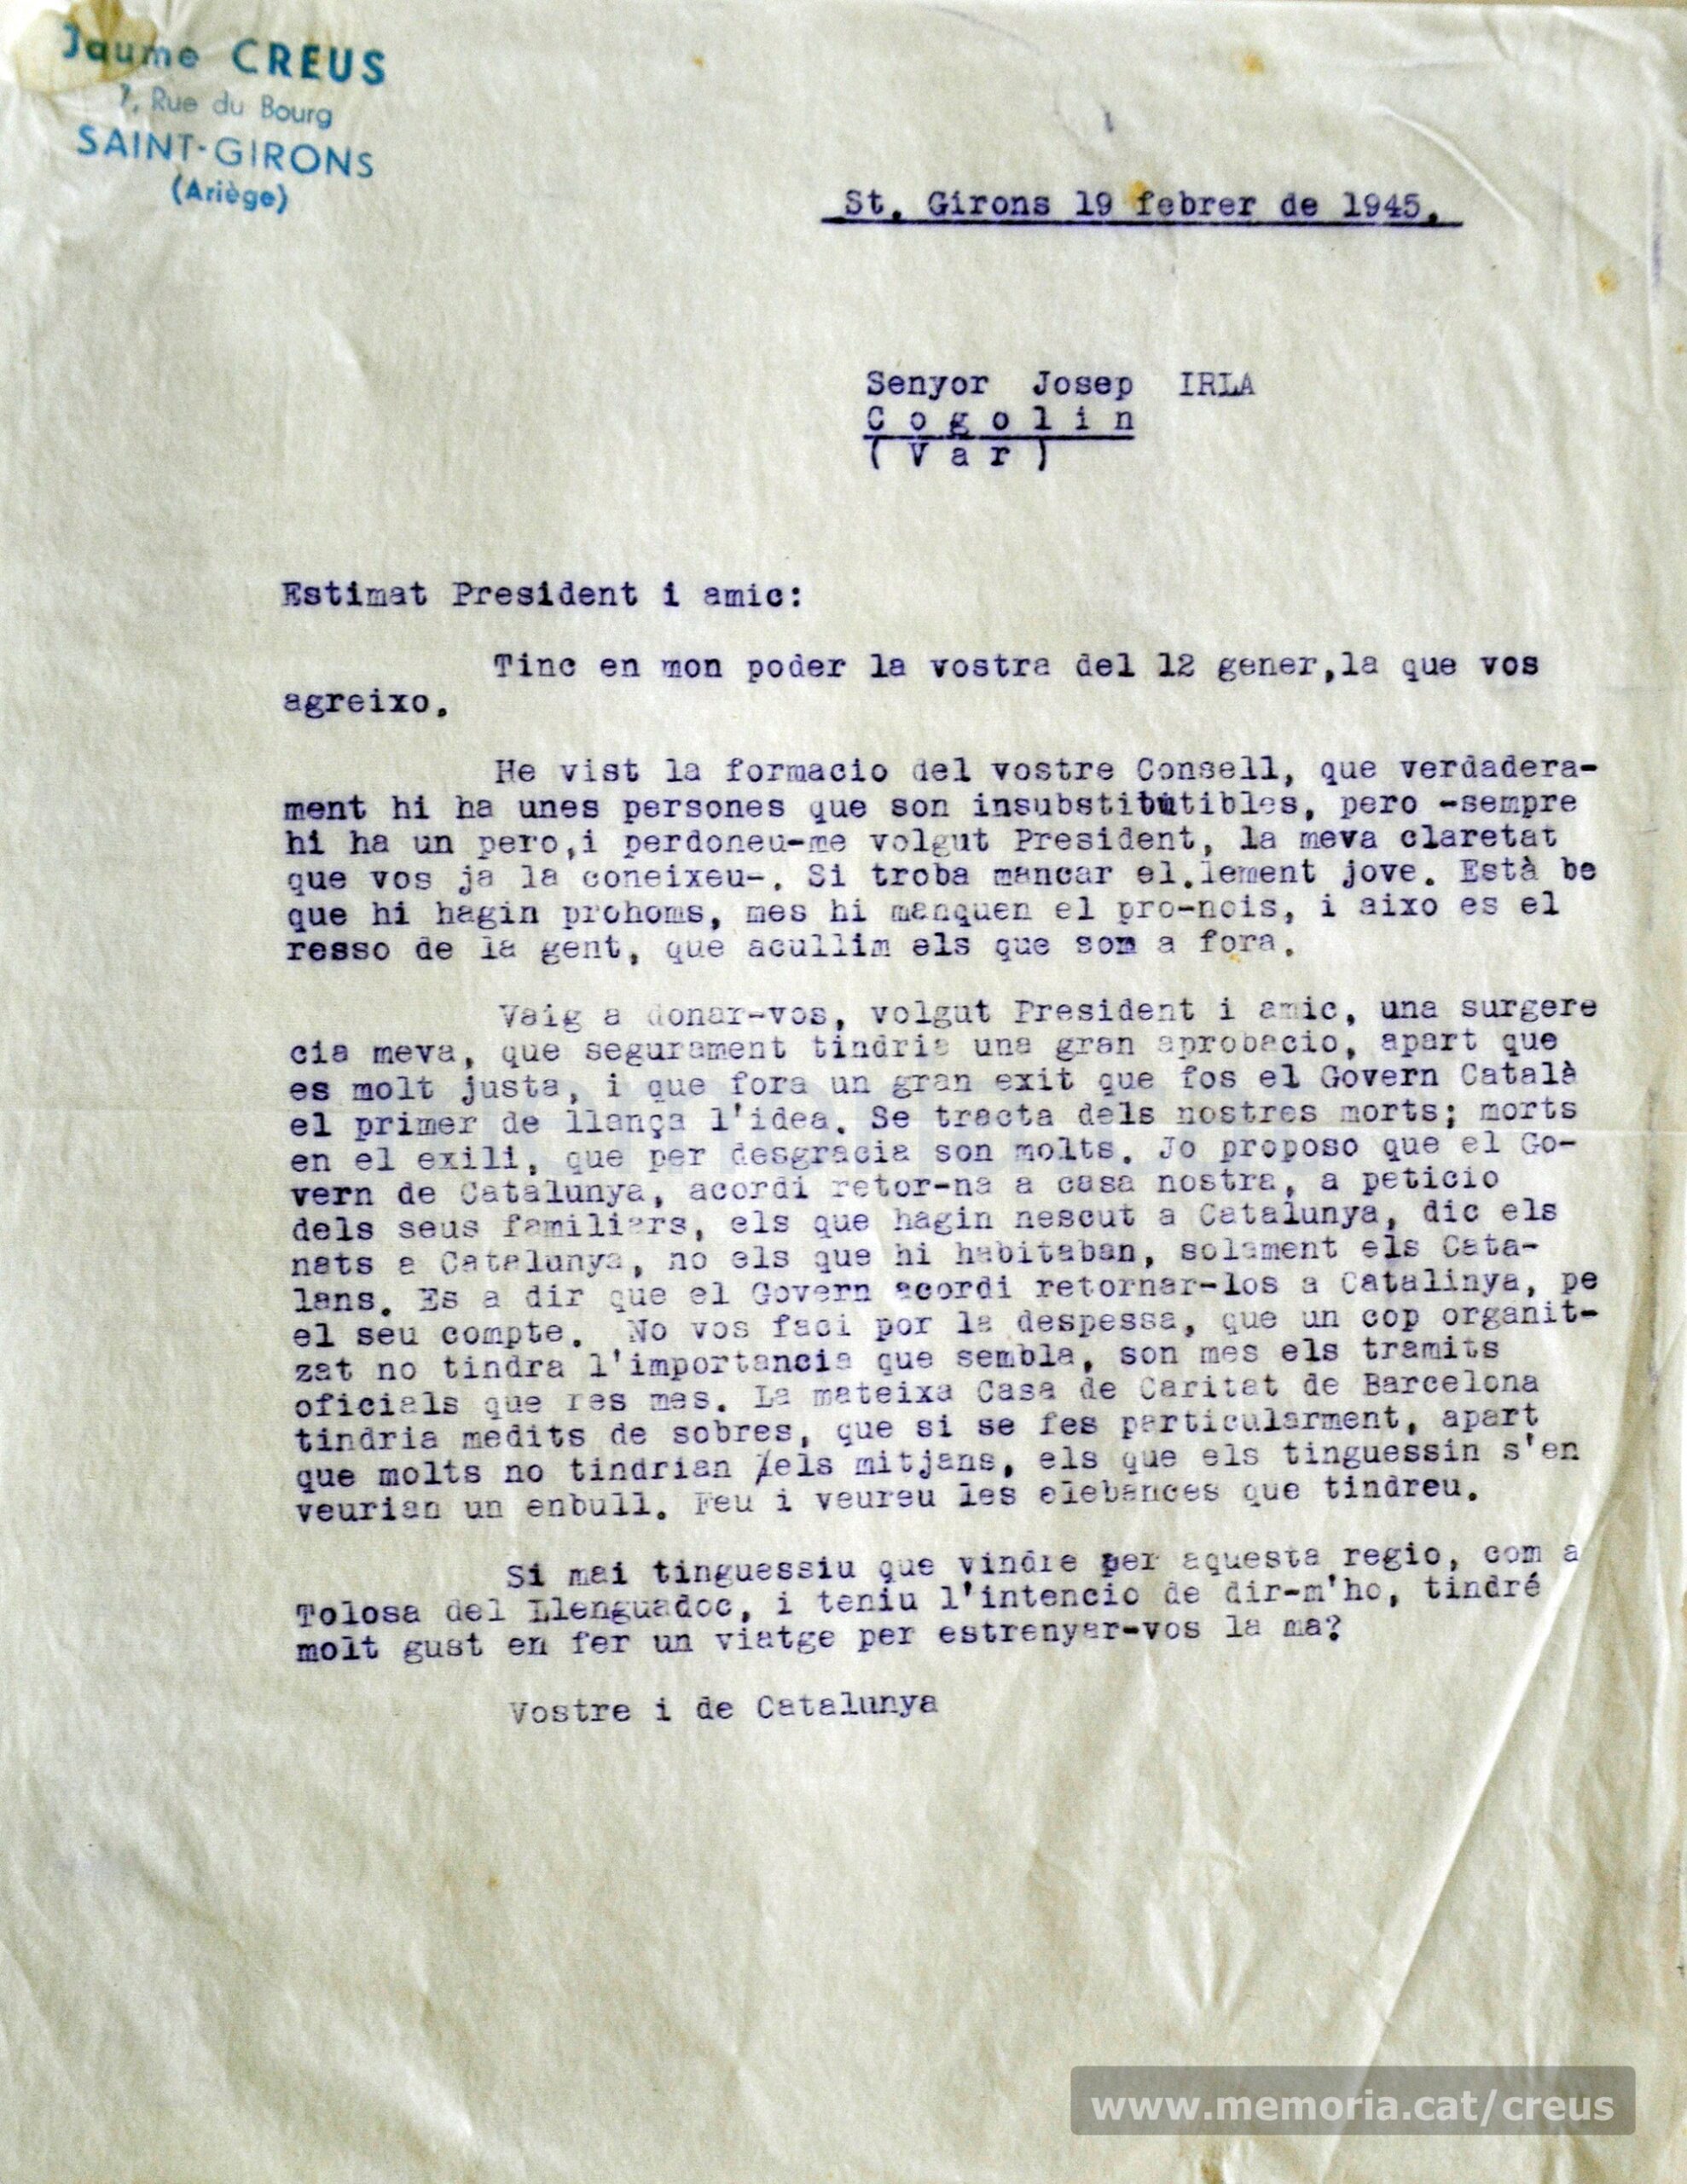 Jaume CREUS
7, Rue du Bourg
SAINT-GIRONS
(Ariège)
St. Girons 19 febrer de 1945.
Senyor Josep IRLA
C o g o l i n
( V a r )
Estimat President i amic:
Tinc en mon poder la vostra del 12 gener,la que vos
agreixo.
He vist la formacio del vostre Consell, que verdadera-
ment hi ha unes persones que son insubstitutibles, pero -sempre
hi ha un pero,i perdoneu-me volgut President, la meva claretat
que vos ja la coneixeu-. Si troba mancar el.lement jove. Està be
que hi hagin prohoms, mes hi manquen el pro-nois, i aixo es el
resso de la gent, que acullim els que som a fora.
Vaig a donar-vos, volgut President i amic, una surgere
cia meva, que segurament tindria una gran aprobacio, apart que
es molt justa, i que fora un gran exit que fos el Govern Català
el primer de llança l'idea. Se tracta dels nostres morts; morts
en el exili, que per desgracia son molts. Jo proposo que el Go-
vern de Catalunya, acordi retor-na a casa nostra, a peticio
dels seus familiars, els que hagin nescut a Catalunya, dic els
nats a Catalunya, no els que hi habitaban, solament els Cata-
lans. Es a dir que el Govern acordi retornar-los a Catalinya, pe
el seu compte. No vos faci por la despessa, que un cop organit-
zat no tindra l'importancia que sembla, son mes els tramits
oficials que res mes. La mateixa Casa de Caritat de Barcelona
tindria medits de sobres, que si se fes particularment, apart
que molts no tindrian els mitjans, els que els tinguessin s'en
veurian un enbull. Feu i veureu les elebances que tindreu.
Si mai tinguessiu que vindre per aquesta regio, com a
Tolosa del Llenguadoc, i teniu l'intencio de dir-m'ho, tindré
molt gust en fer un viatge per estrenyer-vos la ma?
Vostre i de Catalunya
www.memoria.cat/creus